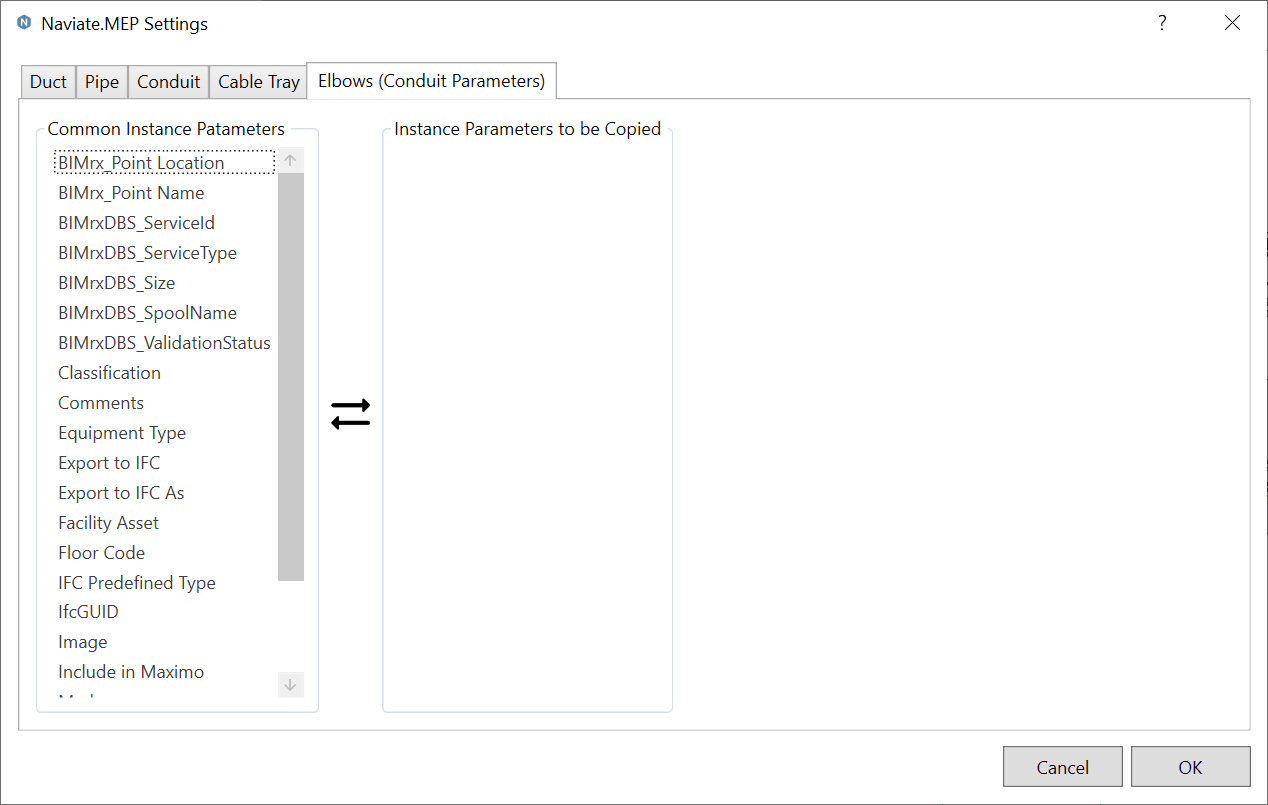 Naviate.MEP Settings
?
Duct
Pipe
Conduit
Cable Tray
Elbows (Conduit Parameters)
Common Instance Patameters
BIMrx_Point Location
BIMrx_Point Name
BIMrxDBS_ServiceId
BIMrxDBS_ServiceType
BIMrxDBS_Size
BIMrxDBS_SpoolName
BIMrxDBS_ValidationStatus
Classification
Comments
Equipment Type
Export to IFC
Export to IFC As
Facility Asset
Floor Code
IFC Predefined Type
IfcGUID
Image
Include in Maximo
Instance Parameters to be Copied
Cancel
OK